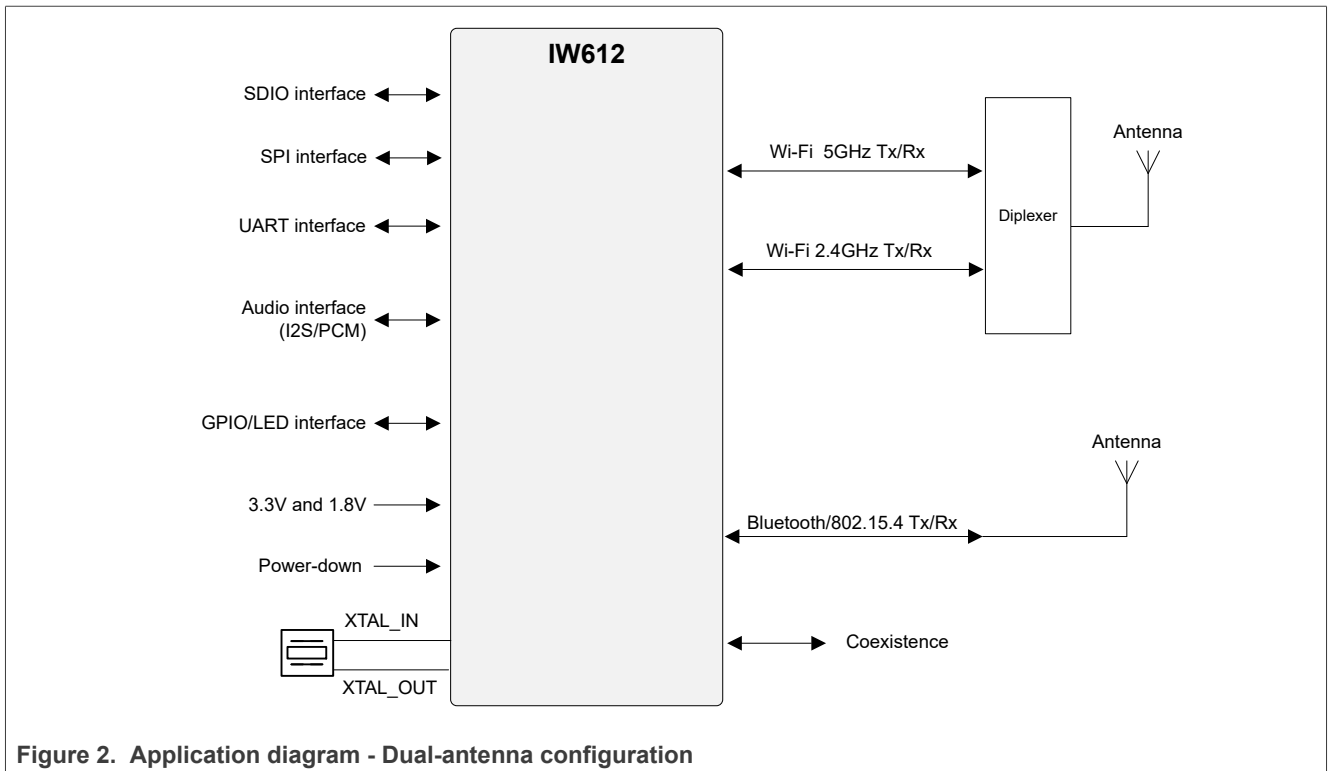 IW612
SDIO interface
SPI interface
UART interface
Audio interface
(I2S/PCM)
GPIO/LED interface
3.3V and 1.8V
Power-down
XTAL_IN
XTAL_OUT
Wi-Fi 5GHz Tx/Rx
Wi-Fi 2.4GHz Tx/Rx
Diplexer
Antenna
Antenna
Bluetooth/802.15.4 Tx/Rx
Coexistence
Figure 2. Application diagram - Dual-antenna configuration